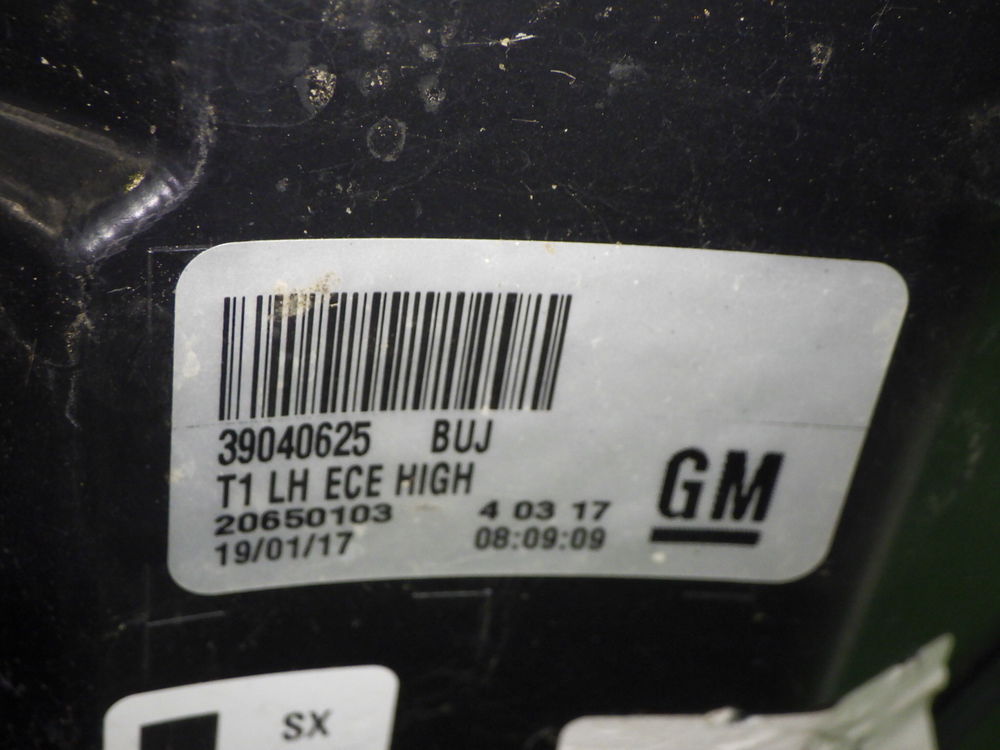 39040625 BUJ
T1 LH ECE HIGH
20650103 4 03 17
19/01/17 08:09:09
GM
SX